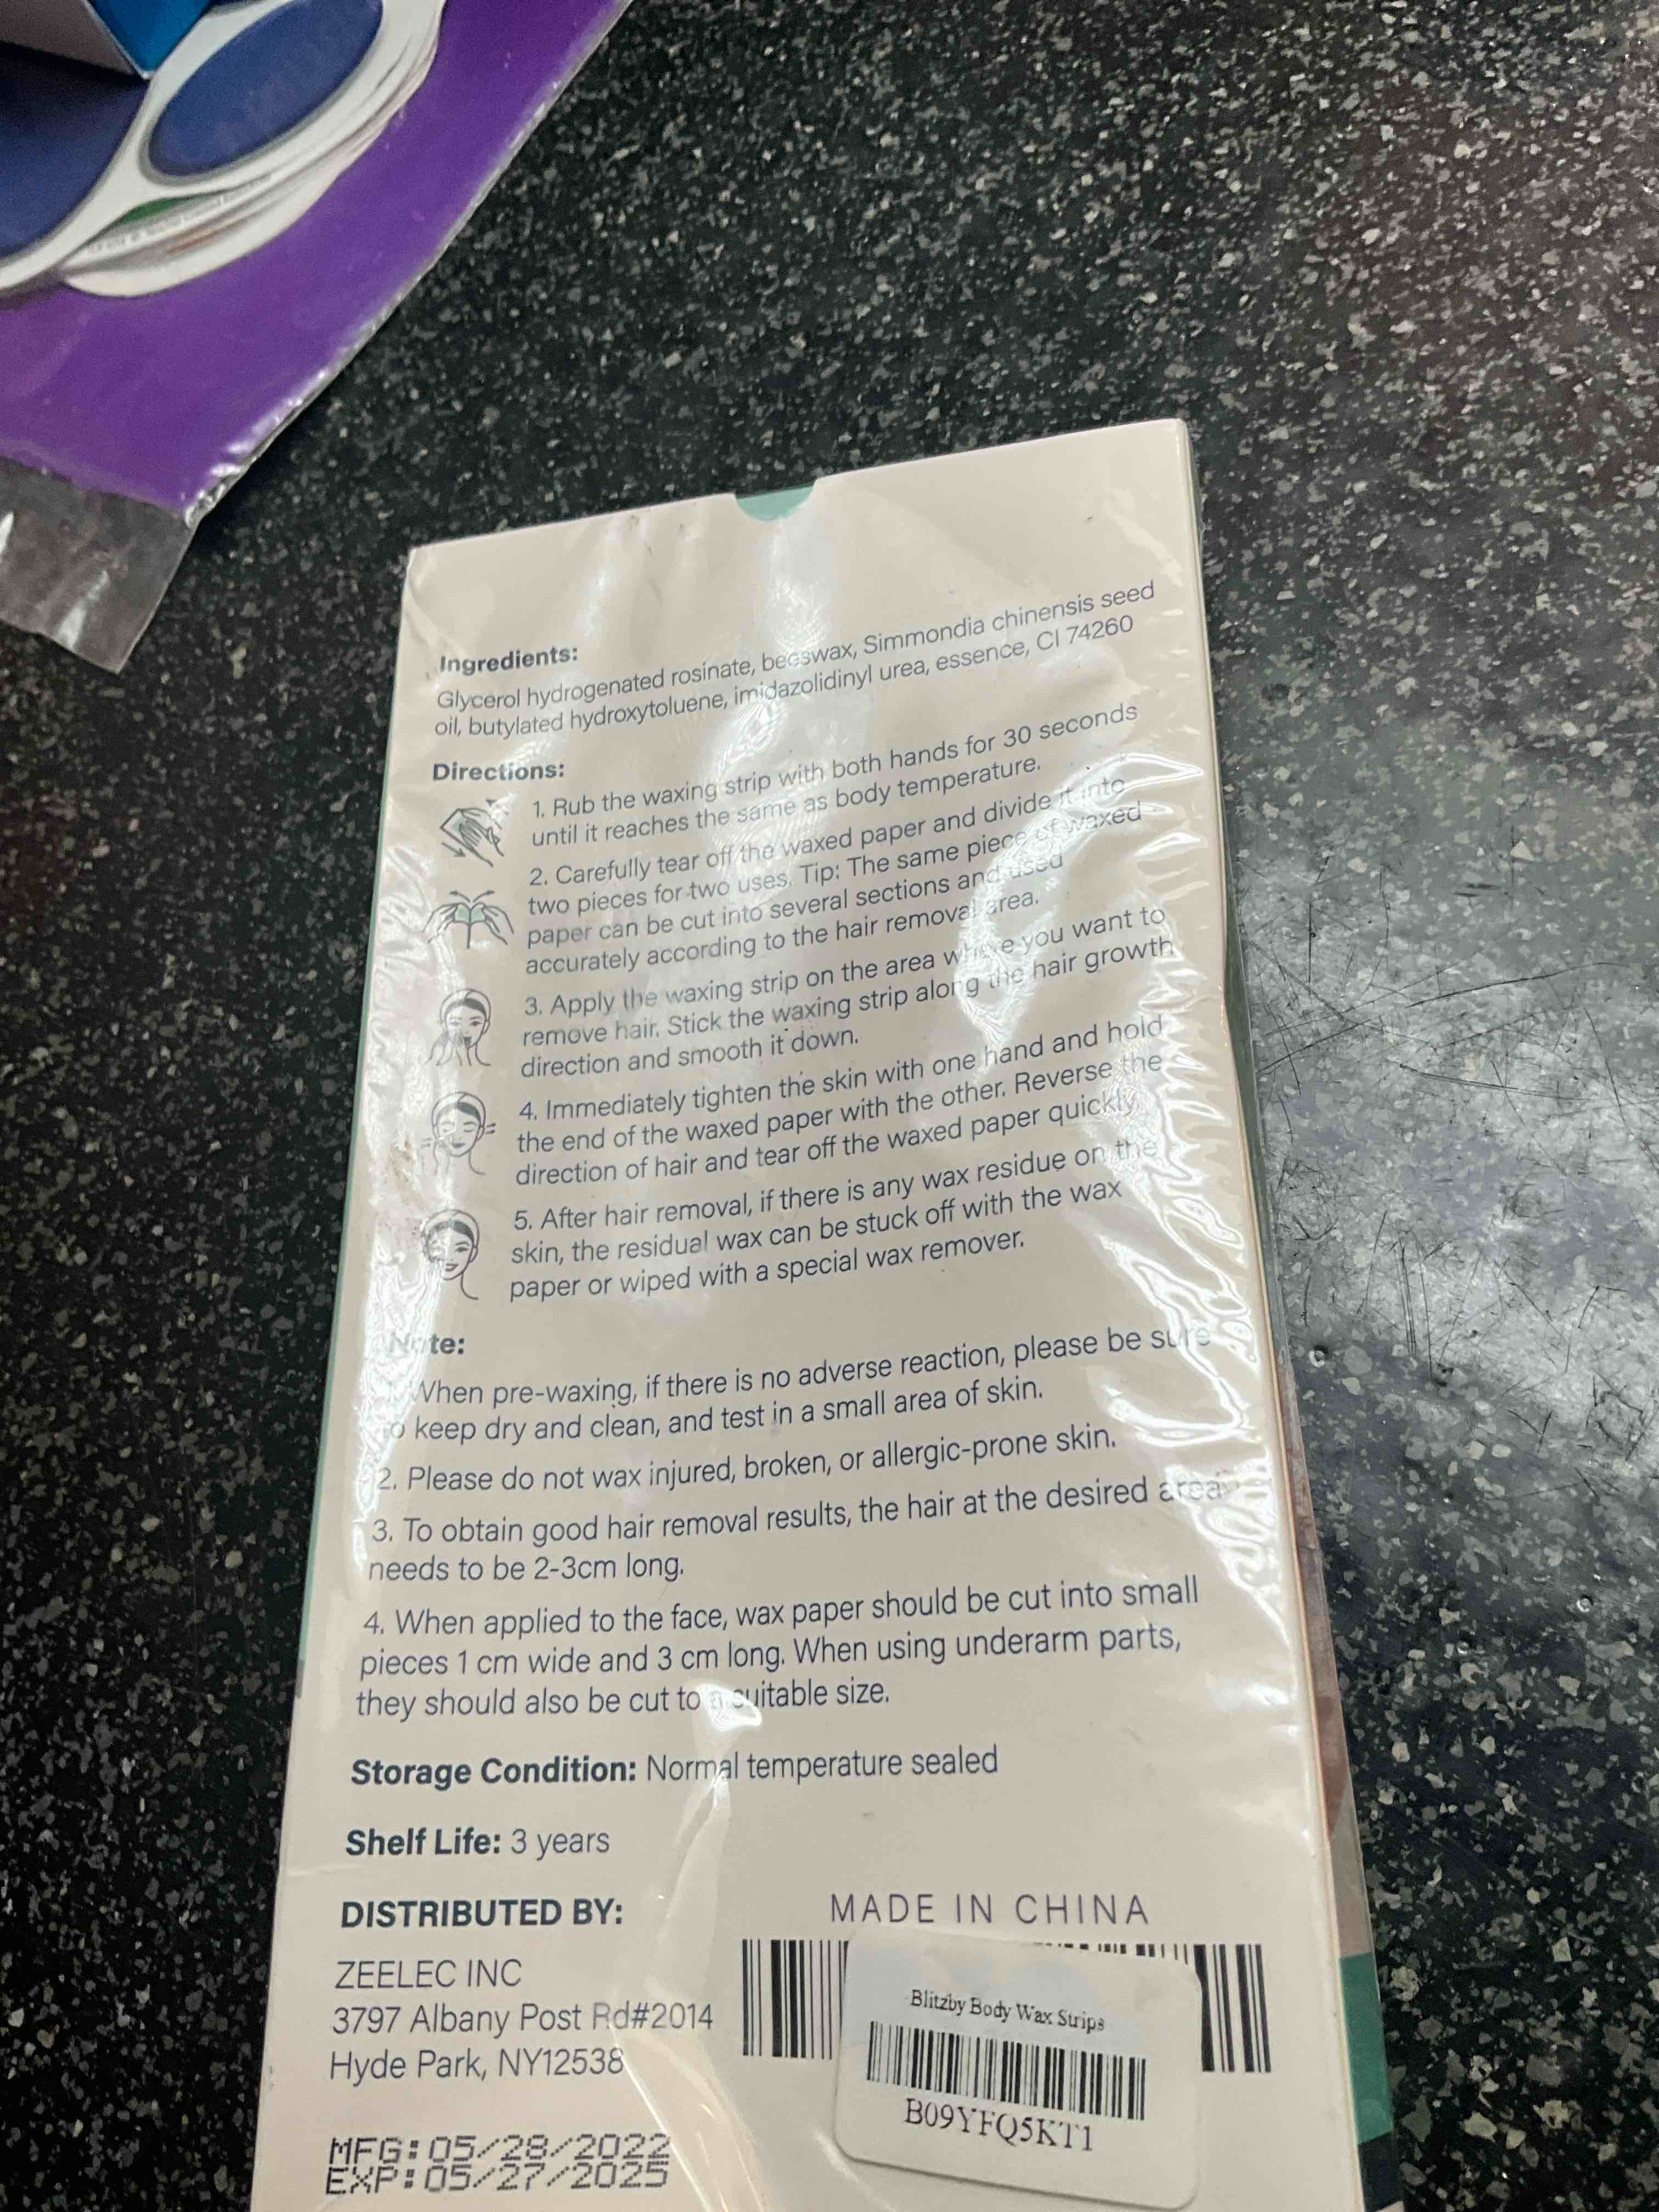 Ingredients:
Glycerol hydrogenated rosinate, beeswax, Simmondia chinensis seed
oil, butylated hydroxytoluene, imidazolidinyl urea, essence, CI 74260
Directions:
1. Rub the waxing strip with both hands for 30 seconds
until it reaches the same as body temperature.
2. Carefully tear off the waxed paper and divide it into
two pieces for two uses. Tip: The same piece of waxed
paper can be cut into several sections and used
accurately according to the hair removal area.
3. Apply the waxing strip on the area where you want to
remove hair. Stick the waxing strip along the hair growth
direction and smooth it down.
4. Immediately tighten the skin with one hand and hold
the end of the waxed paper with the other. Reverse the
direction of hair and tear off the waxed paper quickly.
5. After hair removal, if there is any wax residue on the
skin, the residual wax can be stuck off with the wax
paper or wiped with a special wax remover.
Note:
1. When pre-waxing, if there is no adverse reaction, please be sure
to keep dry and clean, and test in a small area of skin.
2. Please do not wax injured, broken, or allergic-prone skin.
3. To obtain good hair removal results, the hair at the desired area
needs to be 2-3cm long.
4. When applied to the face, wax paper should be cut into small
pieces 1 cm wide and 3 cm long. When using underarm parts,
they should also be cut to a suitable size.
Storage Condition: Normal temperature sealed
Shelf Life: 3 years
DISTRIBUTED BY:
ZEELEC INC
3797 Albany Post Rd#2014
Hyde Park, NY12538
MFG:05/28/2022
EXP:05/27/2025
MADE IN CHINA
Blitzby Body Wax Strips
B09YFQ5KT1